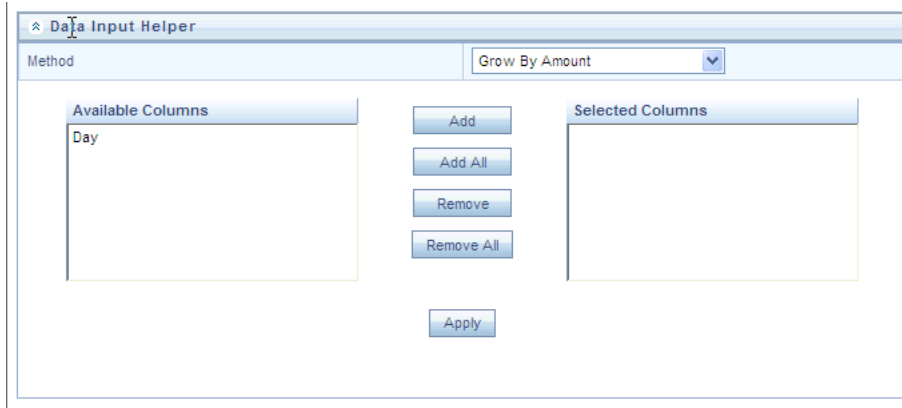 Data Input Helper
Method
Grow By Amount
Available Columns
Day
Add
Add All
Remove
Remove All
Selected Columns
Apply